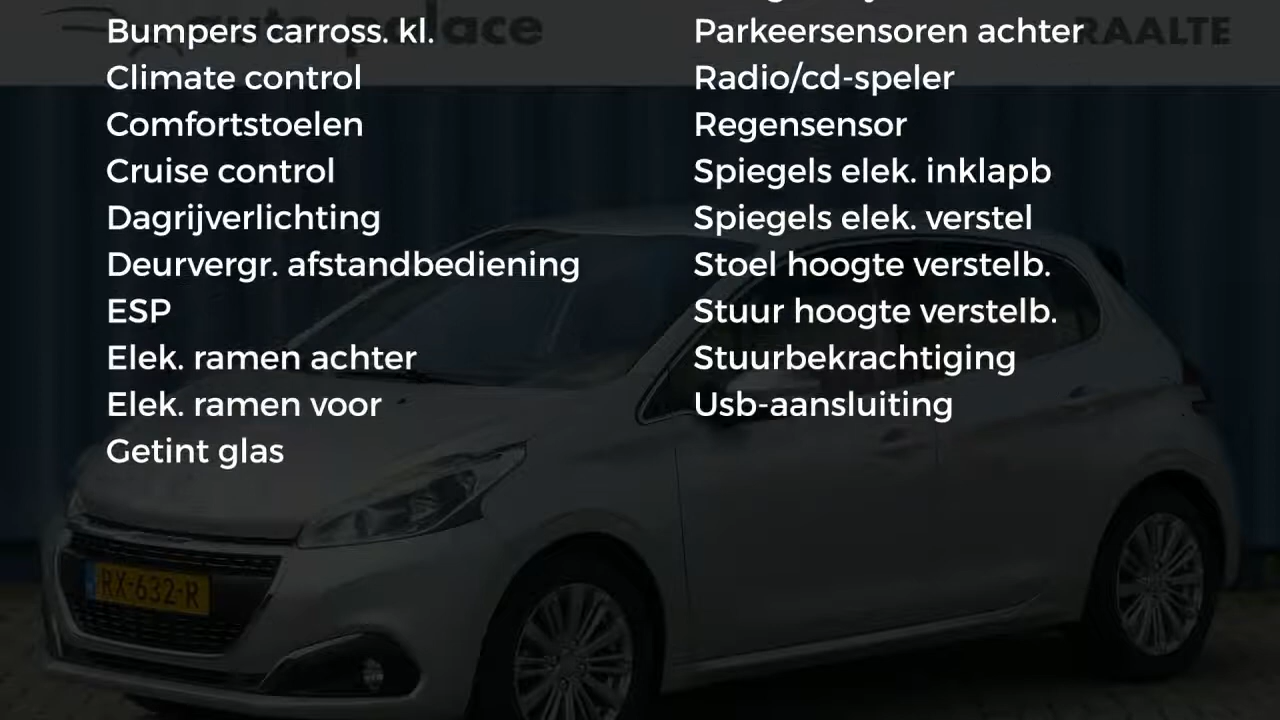 auto palace
RAALTE
Bumpers carross. kl.
Climate control
Comfortstoelen
Cruise control
Dagrijverlichting
Deurvergr. afstandbediening
ESP
Elek. ramen achter
Elek. ramen voor
Getint glas
Parkeersensoren achter
Radio/cd-speler
Regensensor
Spiegels elek. inklapb
Spiegels elek. verstel
Stoel hoogte verstelb.
Stuur hoogte verstelb.
Stuurbekrachtiging
Usb-aansluiting
RX-632-R